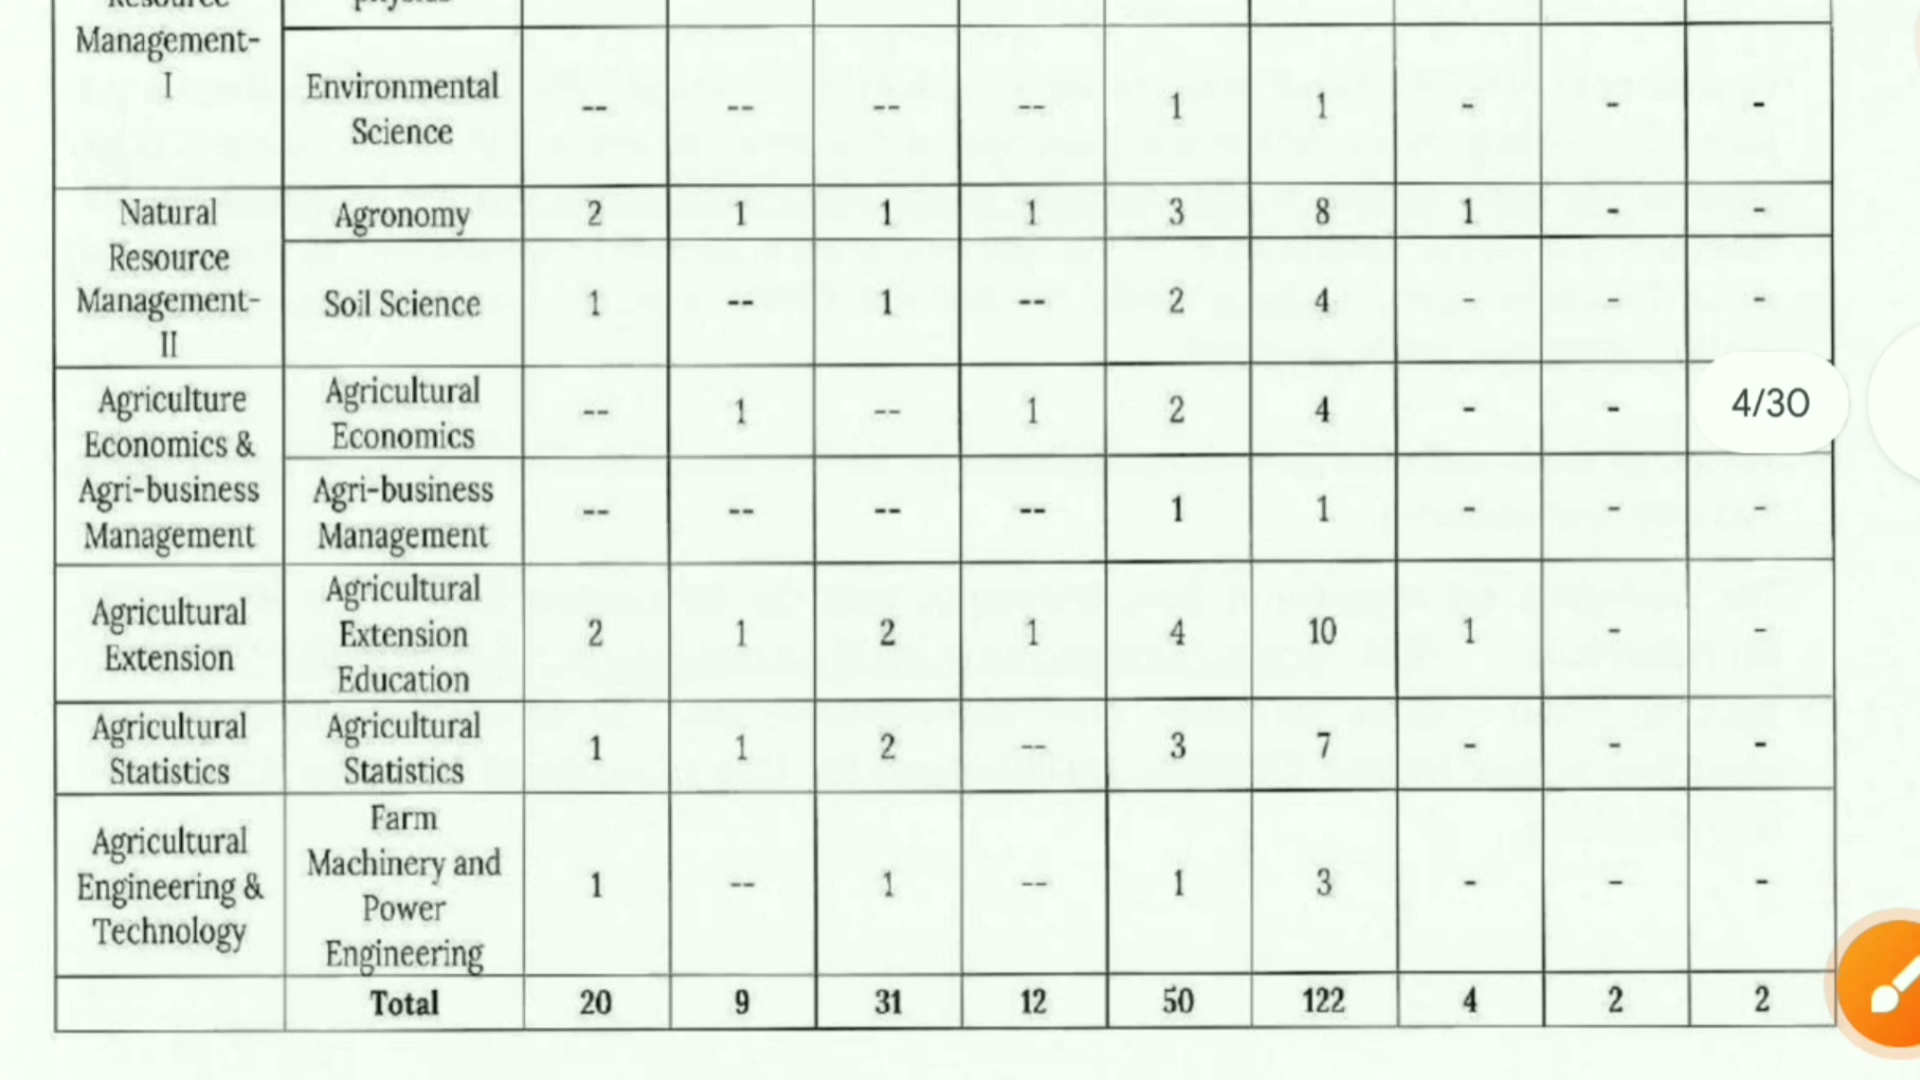 Resource
Management-
I
physics
Environmental
Science
-- -- -- -- 1 1 - - -
Natural
Resource
Management-
II
Agronomy 2 1 1 1 3 8 1 - -
Soil Science 1 -- 1 -- 2 4 - - -
Agriculture
Economics &
Agri-business
Management
Agricultural
Economics
-- 1 -- 1 2 4 - -
4/30
Agri-business
Management
-- -- -- -- 1 1 - - -
Agricultural
Extension
Agricultural
Extension
Education
2 1 2 1 4 10 1 - -
Agricultural
Statistics
Agricultural
Statistics
1 1 2 -- 3 7 - - -
Agricultural
Engineering &
Technology
Farm
Machinery and
Power
Engineering
1 -- 1 -- 1 3 - - -
Total 20 9 31 12 50 122 4 2 2